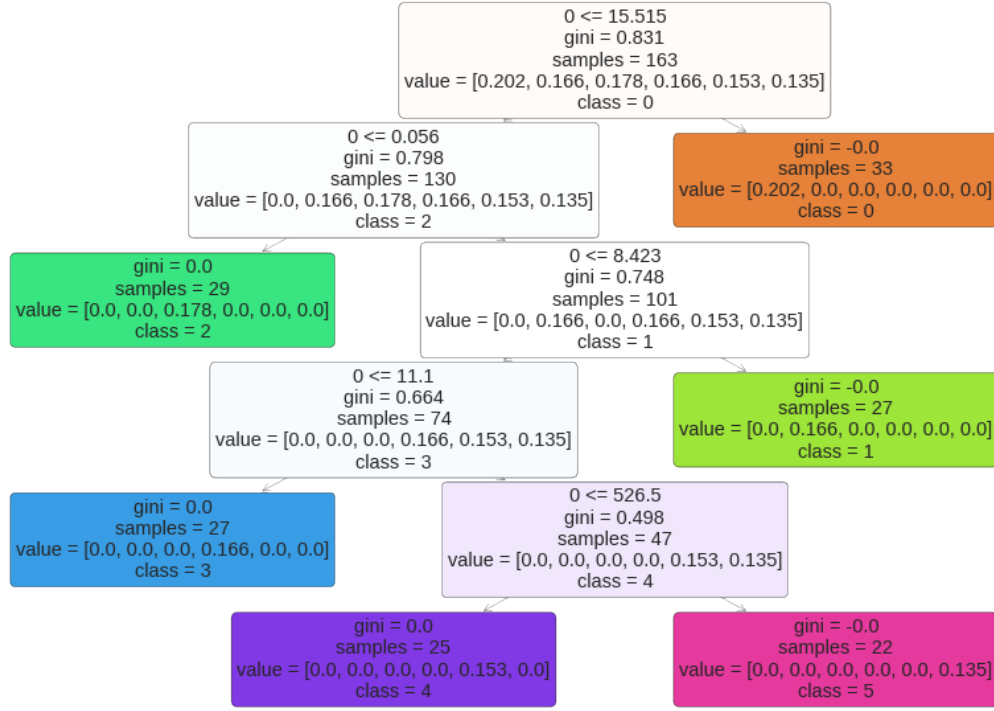 0 <= 15.515
gini = 0.831
samples = 163
value = [0.202, 0.166, 0.178, 0.166, 0.153, 0.135]
class = 0
0 <= 0.056
gini = 0.798
samples = 130
value = [0.0, 0.166, 0.178, 0.166, 0.153, 0.135]
class = 2
gini = -0.0
samples = 33
value = [0.202, 0.0, 0.0, 0.0, 0.0, 0.0]
class = 0
gini = 0.0
samples = 29
value = [0.0, 0.0, 0.178, 0.0, 0.0, 0.0]
class = 2
0 <= 8.423
gini = 0.748
samples = 101
value = [0.0, 0.166, 0.0, 0.166, 0.153, 0.135]
class = 1
0 <= 11.1
gini = 0.664
samples = 74
value = [0.0, 0.0, 0.0, 0.166, 0.153, 0.135]
class = 3
gini = -0.0
samples = 27
value = [0.0, 0.166, 0.0, 0.0, 0.0, 0.0]
class = 1
gini = 0.0
samples = 27
value = [0.0, 0.0, 0.0, 0.166, 0.0, 0.0]
class = 3
0 <= 526.5
gini = 0.498
samples = 47
value = [0.0, 0.0, 0.0, 0.0, 0.153, 0.135]
class = 4
gini = 0.0
samples = 25
value = [0.0, 0.0, 0.0, 0.0, 0.153, 0.0]
class = 4
gini = -0.0
samples = 22
value = [0.0, 0.0, 0.0, 0.0, 0.0, 0.135]
class = 5